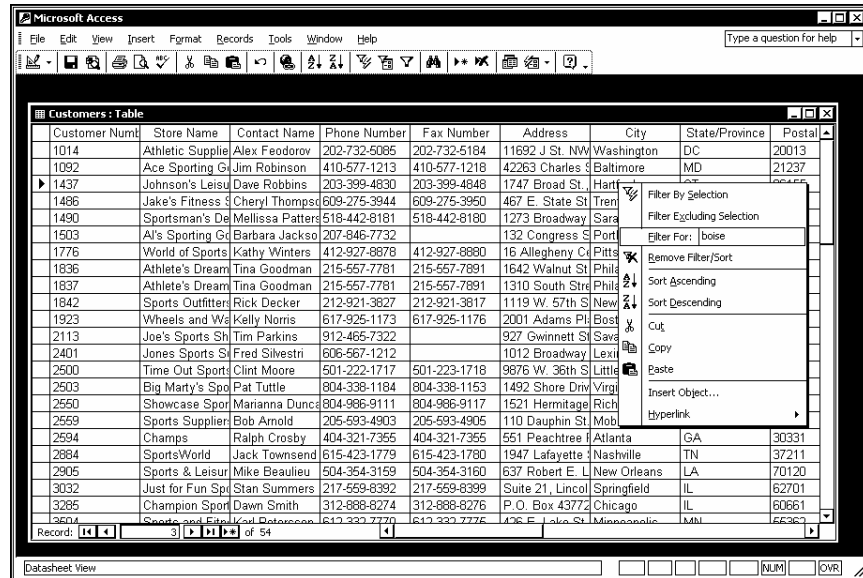 Microsoft Access
File Edit View Insert Format Records Tools Window Help Type a question for help
Customers : Table
Customer Numb Store Name Contact Name Phone Number Fax Number Address City State/Province Postal
1014 Athletic Supplie Alex Feodorov 202-732-5085 202-732-5184 11692 J St. NW Washington DC 20013
1092 Ace Sporting Go Jim Robinson 410-577-1213 410-577-1218 42263 Charles S Baltimore MD 21237
1437 Johnson's Leisu Dave Robbins 203-399-4830 203-399-4848 1747 Broad St.,
1486 Jake's Fitness S Cheryl Thompso 609-275-3944 609-275-3950 467 E. State St
1490 Sportsman's De Mellissa Patters 518-442-8181 518-442-8180 1273 Broadway
1503 Al's Sporting Go Barbara Jackso 207-846-7732 132 Congress S
1776 World of Sports Kathy Winters 412-927-8878 412-927-8880 16 Allegheny Ce
1836 Athlete's Dream Tina Goodman 215-557-7781 215-557-7891 1642 Walnut St
1837 Athlete's Dream Tina Goodman 215-557-7781 215-557-7891 1310 South Stre
1842 Sports Outfitters Rick Decker 212-921-3827 212-921-3817 1119 W. 57th S New
1923 Wheels and Wa Kelly Norris 617-925-1173 617-925-1176 2001 Adams Pla Bost
2113 Joe's Sports Sh Tim Parkins 912-465-7322 927 Gwinnett St Sava
2401 Jones Sports Su Fred Silvestri 606-567-1212 1012 Broadway Lexi
2500 Time Out Sports Clint Moore 501-222-1717 501-223-1718 9876 W. 36th S Little
2503 Big Marty's Spo Pat Tuttle 804-338-1184 804-338-1153 1492 Shore Driv Virgi
2550 Showcase Spor Marianna Dunca 804-986-9111 804-986-9117 1521 Hermitage Rich
2559 Sports Supplier Bob Arnold 205-593-4903 205-593-4905 110 Dauphin St. Mob
2594 Champs Ralph Crosby 404-321-7355 404-321-7355 551 Peachtree Atlanta GA 30331
2884 SportsWorld Jack Townsend 615-423-1779 615-423-1780 1947 Lafayette Nashville TN 37211
2905 Sports & Leisur Mike Beaulieu 504-354-3159 504-354-3160 637 Robert E. L New Orleans LA 70120
3032 Just for Fun Spo Stan Summers 217-559-8392 217-559-8399 Suite 21, Lincol Springfield IL 62701
3285 Champion Sport Dawn Smith 312-888-8274 312-888-8276 P.O. Box 43772 Chicago IL 60661
Filter By Selection
Filter Excluding Selection
Filter For: boise
Remove Filter/Sort
Sort Ascending
Sort Descending
Cut
Copy
Paste
Insert Object...
Hyperlink
Record: 3 of 54
Datasheet View NUM OVR